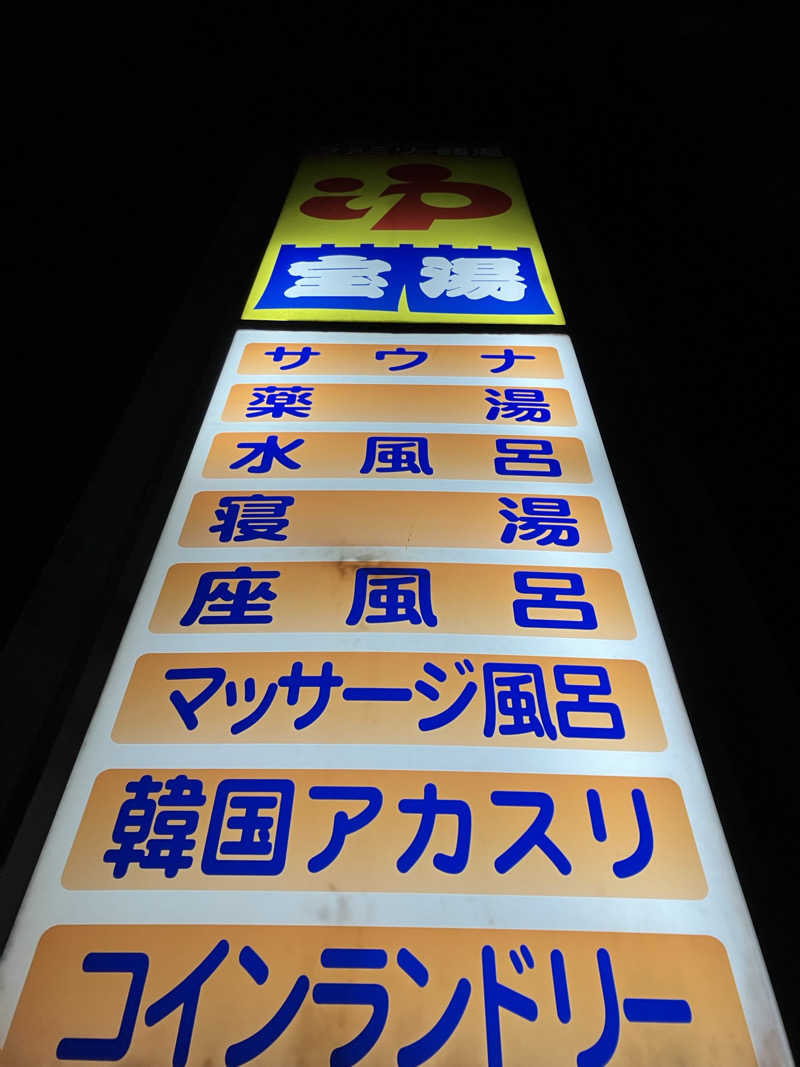 ゆ
宝湯
サウナ
薬湯
水風呂
寝湯
座風呂
マッサージ風呂
韓国アカスリ
コインランドリー